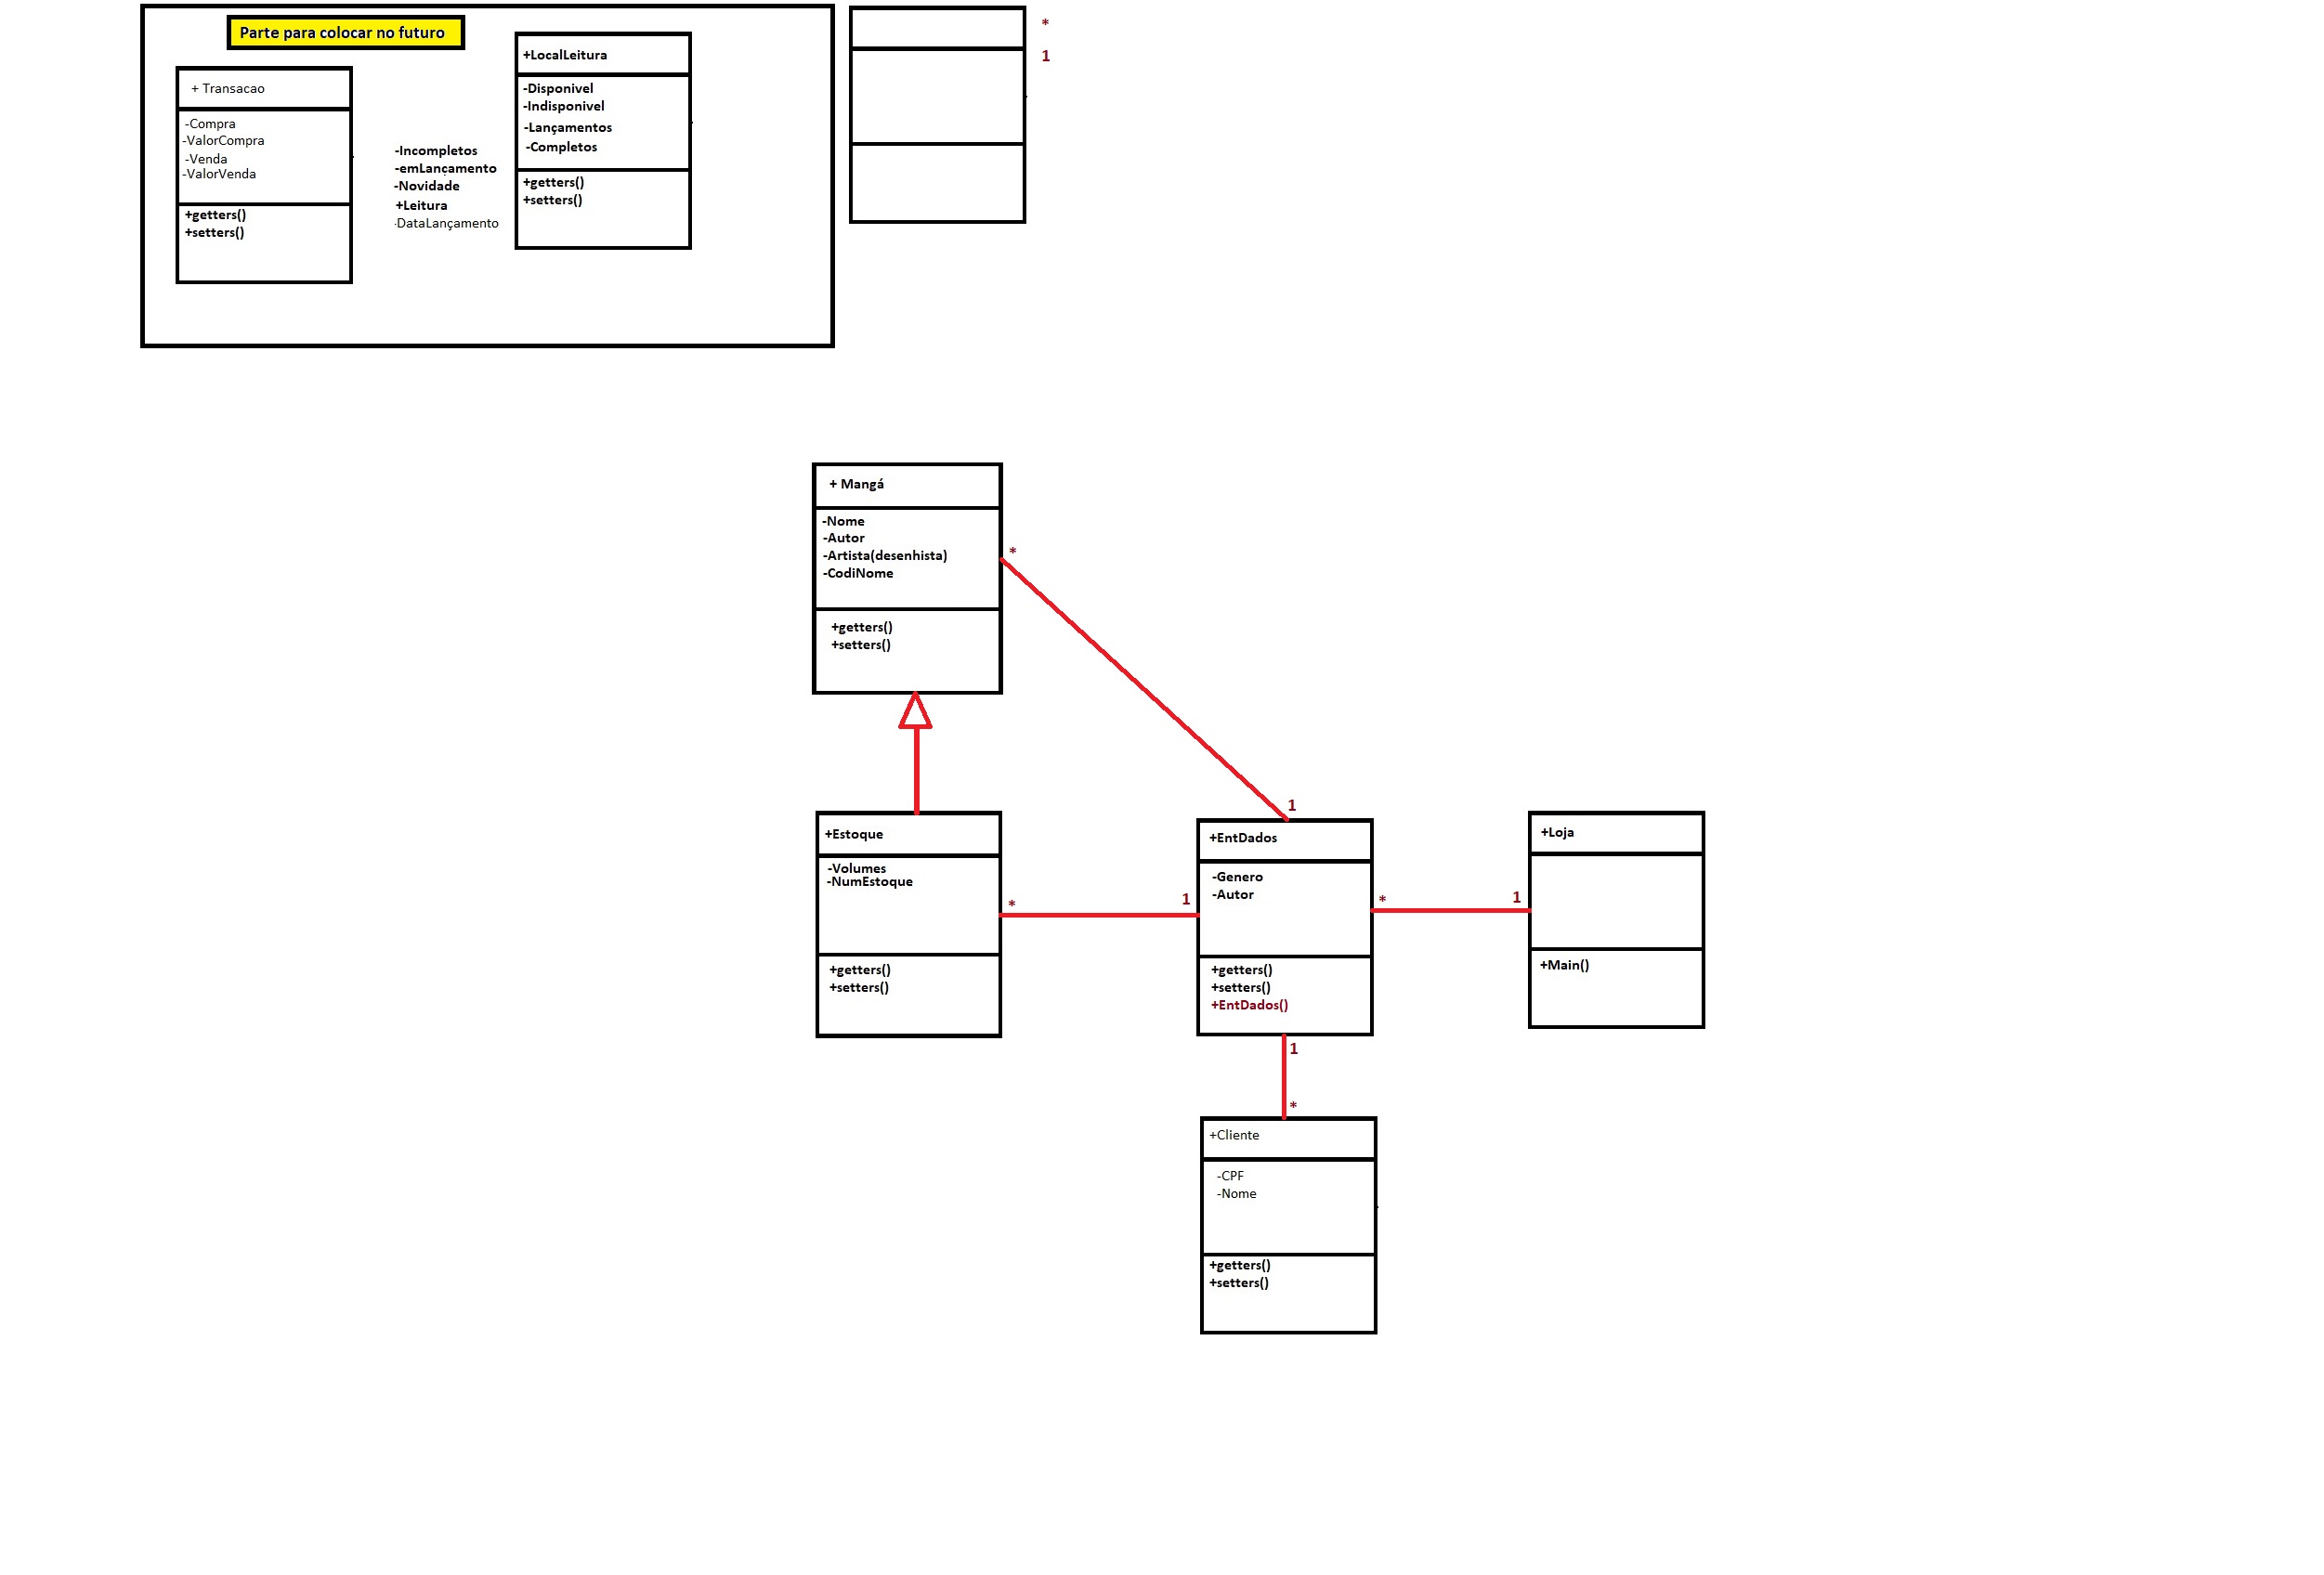 Parte para colocar no futuro
+ Transacao
-Compra
-ValorCompra
-Venda
-ValorVenda
+getters()
+setters()
-Incompletos
-emLançamento
-Novidade
+Leitura
-DataLançamento
+LocalLeitura
-Disponivel
-Indisponivel
-Lançamentos
-Completos
+getters()
+setters()
*
1
+ Mangá
-Nome
-Autor
-Artista(desenhista)
-CodiNome
+getters()
+setters()
*
1
+Estoque
-Volumes
-NumEstoque
+getters()
+setters()
*
1
+EntDados
-Genero
-Autor
+getters()
+setters()
+EntDados()
*
1
+Loja
+Main()
1
*
+Cliente
-CPF
-Nome
+getters()
+setters()